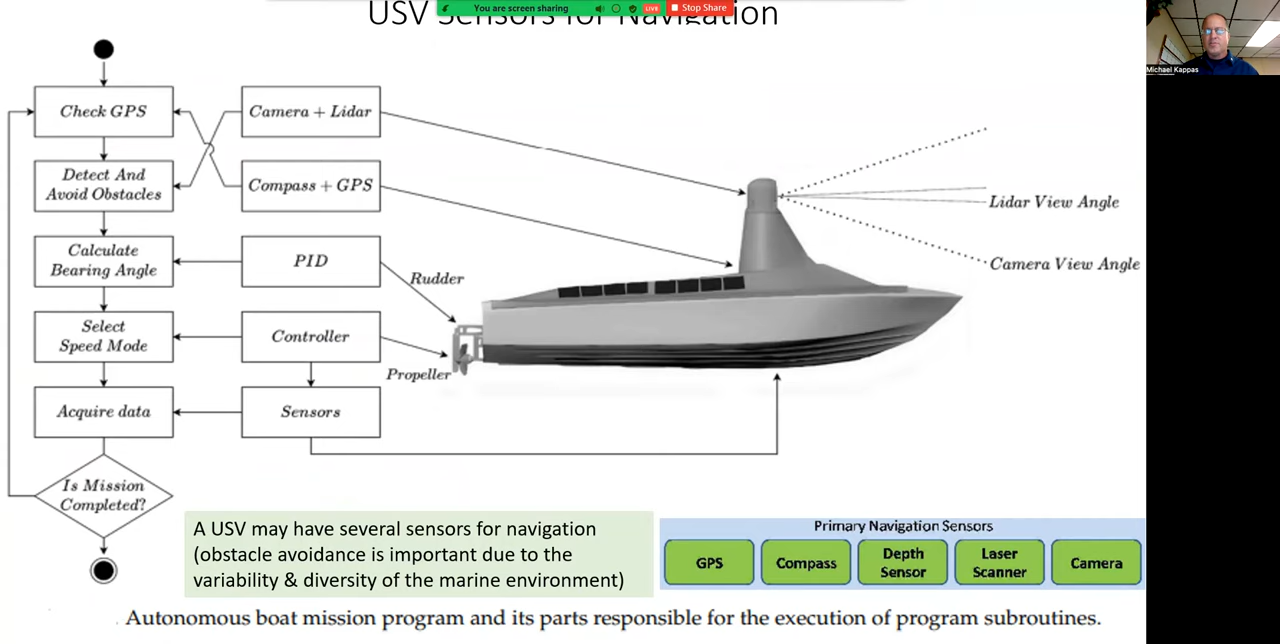 USV Sensors for Navigation
You are screen sharing
LIVE
Stop Share
Michael Kappas
Check GPS
Camera + Lidar
Detect And
Avoid Obstacles
Compass + GPS
Lidar View Angle
Calculate
Bearing Angle
PID
Rudder
Camera View Angle
Select
Speed Mode
Controller
Propeller
Acquire data
Sensors
Is Mission
Completed?
A USV may have several sensors for navigation
(obstacle avoidance is important due to the
variability & diversity of the marine environment)
Primary Navigation Sensors
GPS
Compass
Depth
Sensor
Laser
Scanner
Camera
Autonomous boat mission program and its parts responsible for the execution of program subroutines.